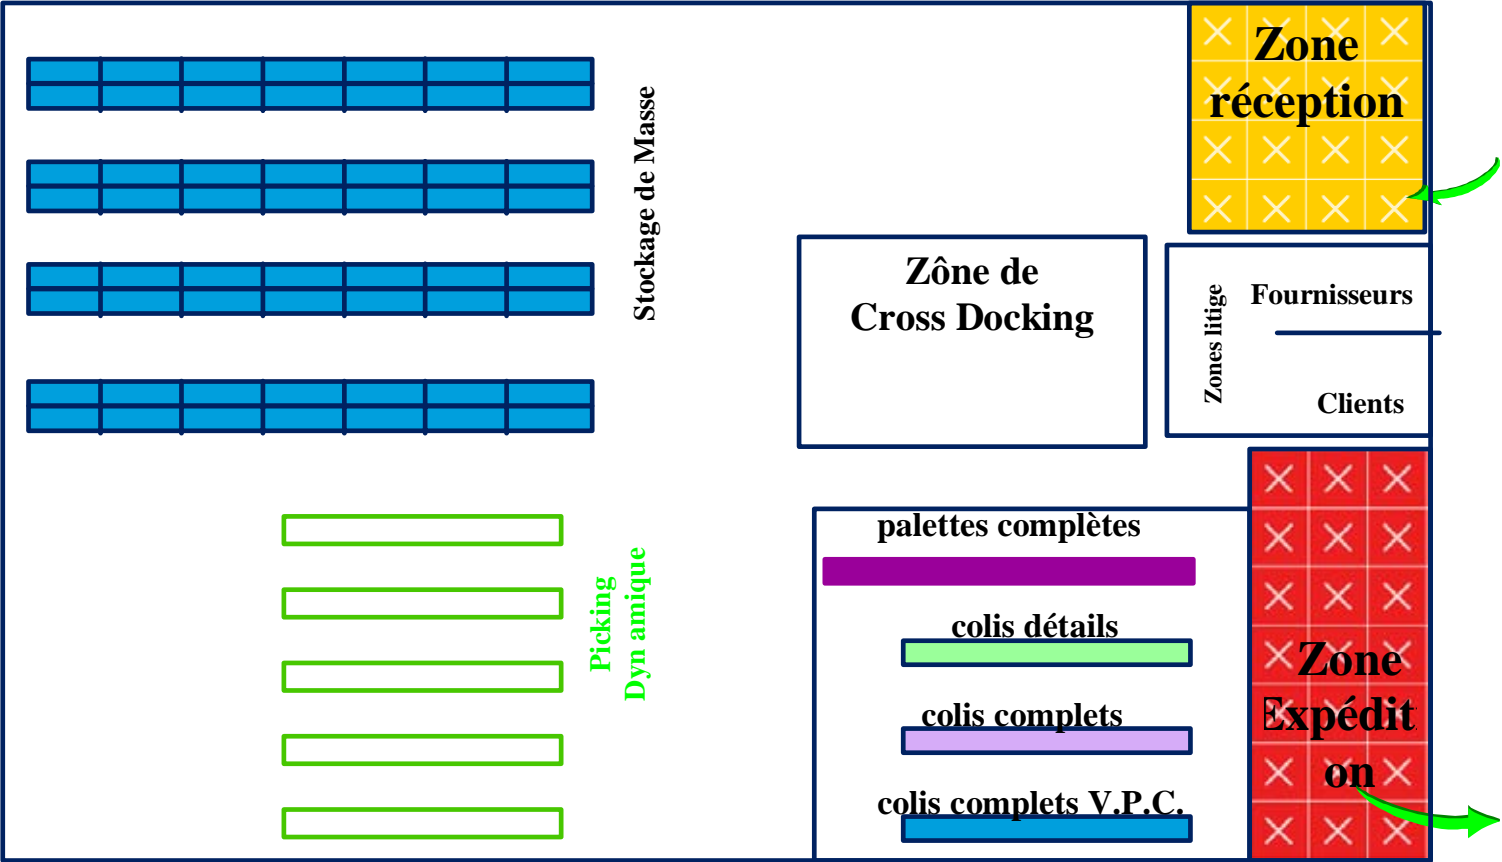 Zone
réception
Stockage de Masse
Zône de
Cross Docking
Zones litige
Fournisseurs
Clients
palettes complètes
colis détails
colis complets
colis complets V.P.C.
Picking
Dyn amique
Zone
Expédit
on